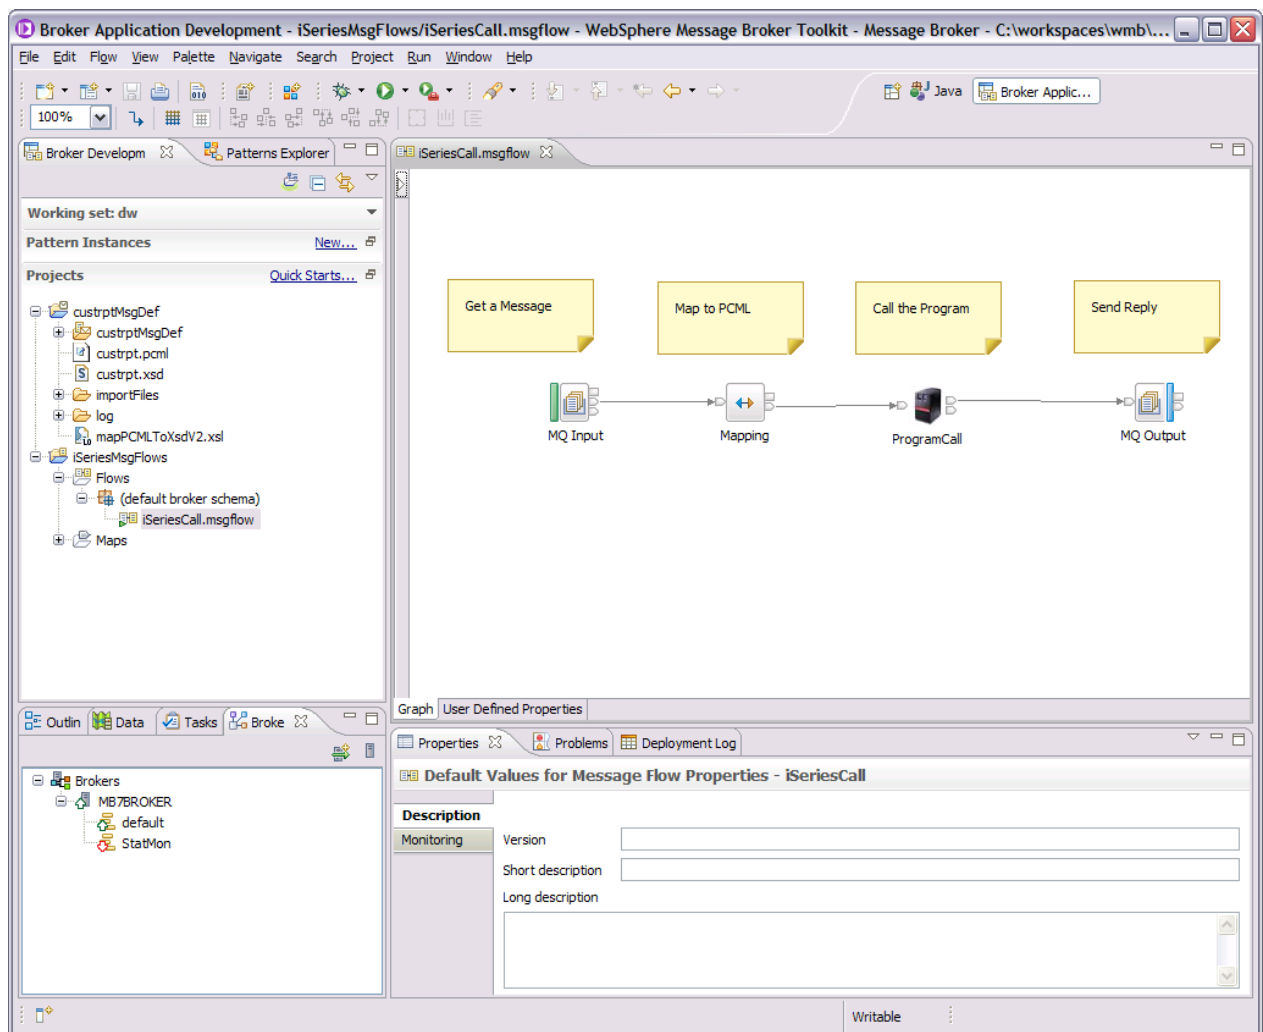 Broker Application Development - iSeriesMsgFlows/iSeriesCall.msgflow - WebSphere Message Broker Toolkit - Message Broker - C:\workspaces\wmb\...
File Edit Flow View Palette Navigate Search Project Run Window Help
Java Broker Applic...
100%
Broker Developm Patterns Explorer
Working set: dw
Pattern Instances New...
Projects Quick Starts...
custrptMsgDef
custrptMsgDef
custrpt.pcml
custrpt.xsd
importFiles
log
mapPCMLToXsdV2.xsl
iSeriesMsgFlows
Flows
(default broker schema)
iSeriesCall.msgflow
Maps
iSeriesCall.msgflow
Get a Message
Map to PCML
Call the Program
Send Reply
MQ Input
Mapping
ProgramCall
MQ Output
Graph User Defined Properties
Outlin Data Tasks Broke
Brokers
MB7BROKER
default
StatMon
Properties Problems Deployment Log
Default Values for Message Flow Properties - iSeriesCall
Description
Monitoring
Version
Short description
Long description
Writable